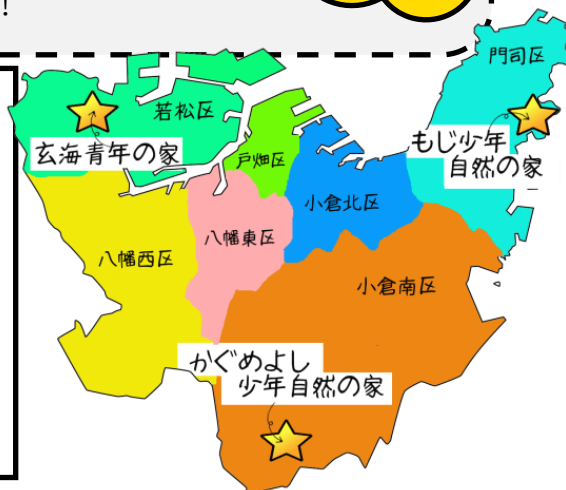 !
門司区
若松区
もじ少年
自然の家
玄海青年の家
戸畑区
小倉北区
八幡東区
八幡西区
小倉南区
かぐめよし
少年自然の家